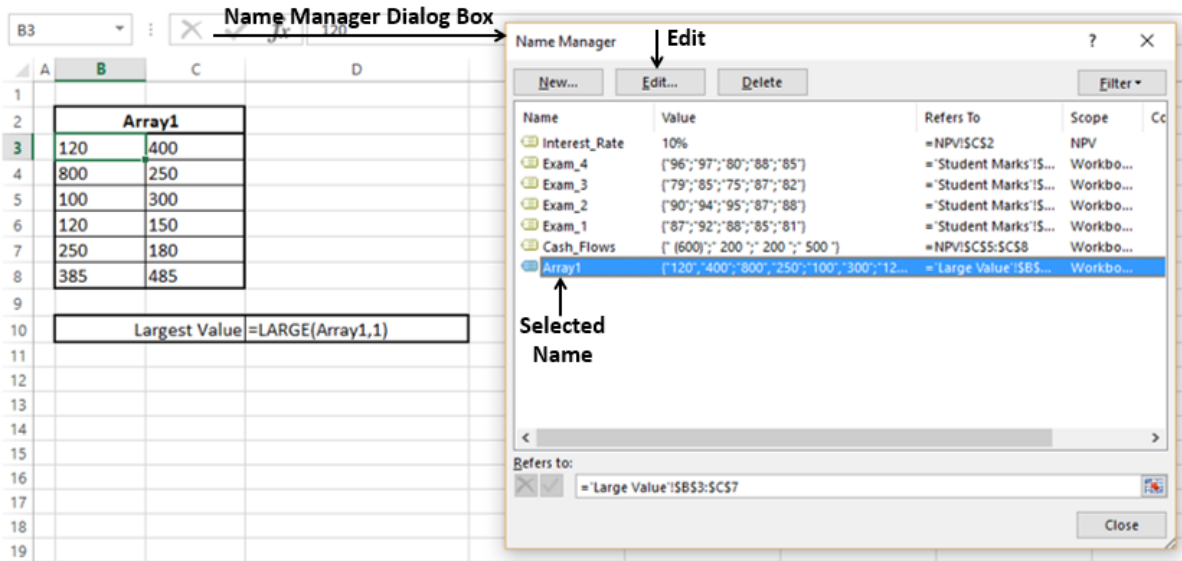 Name Manager Dialog Box
B3
120
A B C D
1
2 Array1
3 120 400
4 800 250
5 100 300
6 120 150
7 250 180
8 385 485
9
10 Largest Value =LARGE(Array1,1)
11
12
13
14
15
16
17
18
19
Name Manager ?
Edit
New... Edit... Delete Filter
Name Value Refers To Scope Cc
Interest_Rate 10% =NPV!$C$2 NPV
Exam_4 {"96";"97";"80";"88";"85"} ='Student Marks'!$... Workbo...
Exam_3 {"79";"85";"75";"87";"82"} ='Student Marks'!$... Workbo...
Exam_2 {"90";"94";"95";"87";"88"} ='Student Marks'!$... Workbo...
Exam_1 {"87";"92";"88";"85";"81"} ='Student Marks'!$... Workbo...
Cash_Flows {" (600)";" 200 ";" 200 ";" 500 "} =NPV!$C$5:$C$8 Workbo...
Array1 {"120","400";"800","250";"100","300";"12... ='Large Value'!$B$... Workbo...
Selected
Name
Refers to:
='Large Value'!$B$3:$C$7
Close